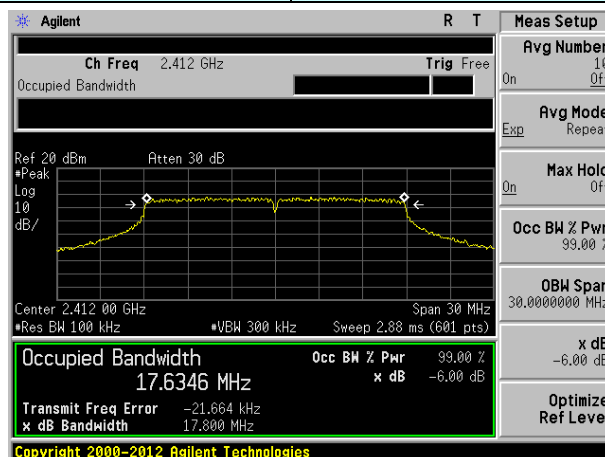 Agilent R T Meas Setup
Ch Freq 2.412 GHz Trig Free
Occupied Bandwidth
Avg Number
10
On Off
Avg Mode
Exp Repeat
Max Hold
On Off
Occ BW % Pwr
99.00 %
OBW Span
30.0000000 MHz
x dB
-6.00 dB
Optimize
Ref Level
Ref 20 dBm Atten 30 dB
#Peak
Log
10
dB/
Center 2.412 00 GHz Span 30 MHz
#Res BW 100 kHz #VBW 300 kHz Sweep 2.88 ms (601 pts)
Occupied Bandwidth Occ BW % Pwr 99.00 %
17.6346 MHz x dB -6.00 dB
Transmit Freq Error -21.664 kHz
x dB Bandwidth 17.800 MHz
Copyright 2000-2012 Agilent Technologies